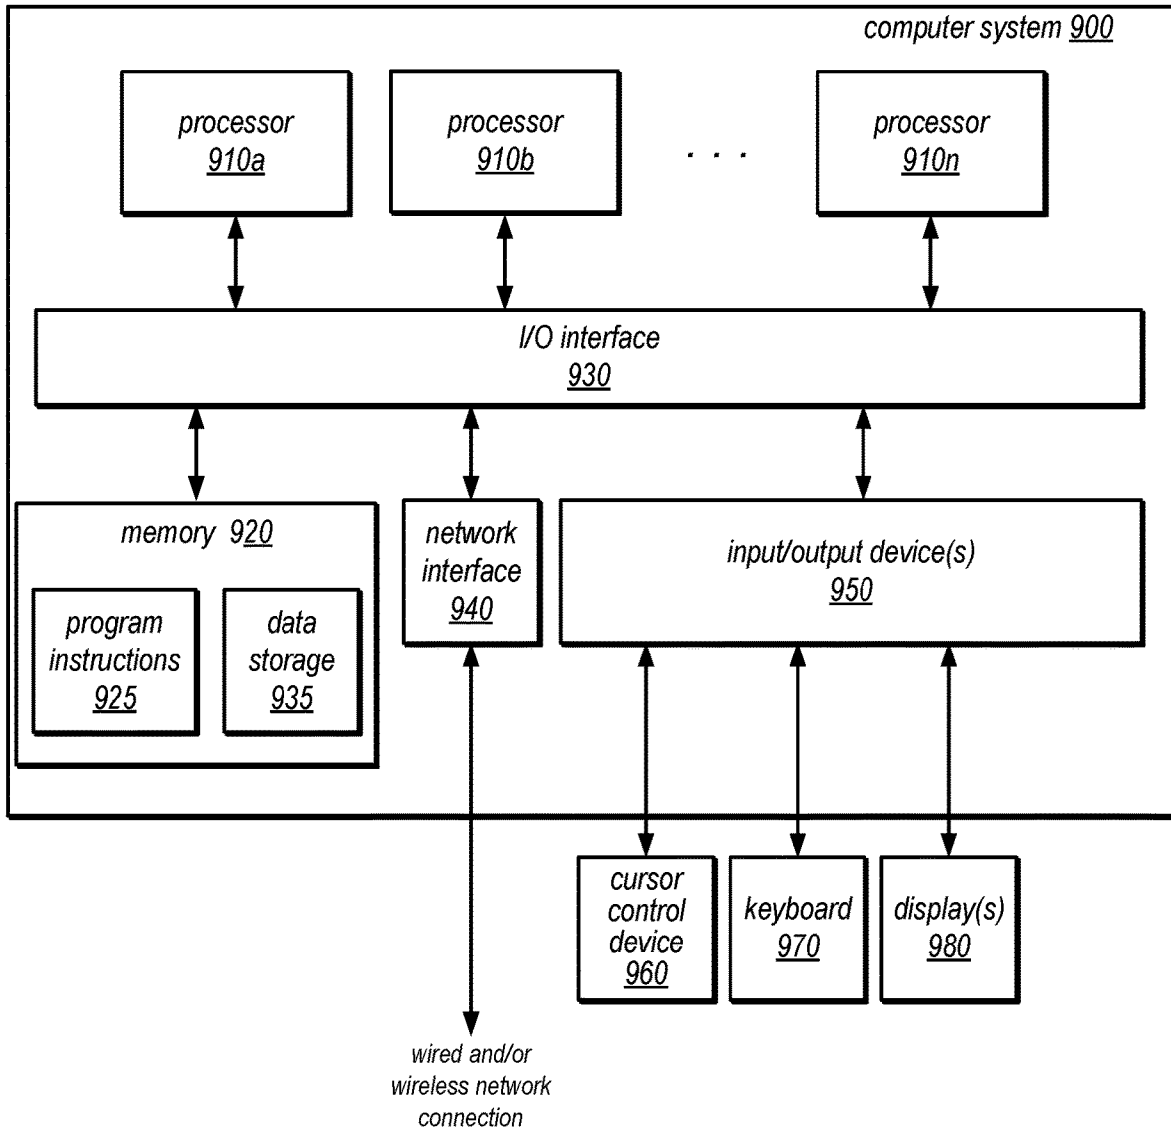 computer system 900
processor
910a
processor
910b
. . .
processor
910n
I/O interface
930
memory 920
program
instructions
925
data
storage
935
network
interface
940
input/output device(s)
950
cursor
control
device
960
keyboard
970
display(s)
980
wired and/or
wireless network
connection